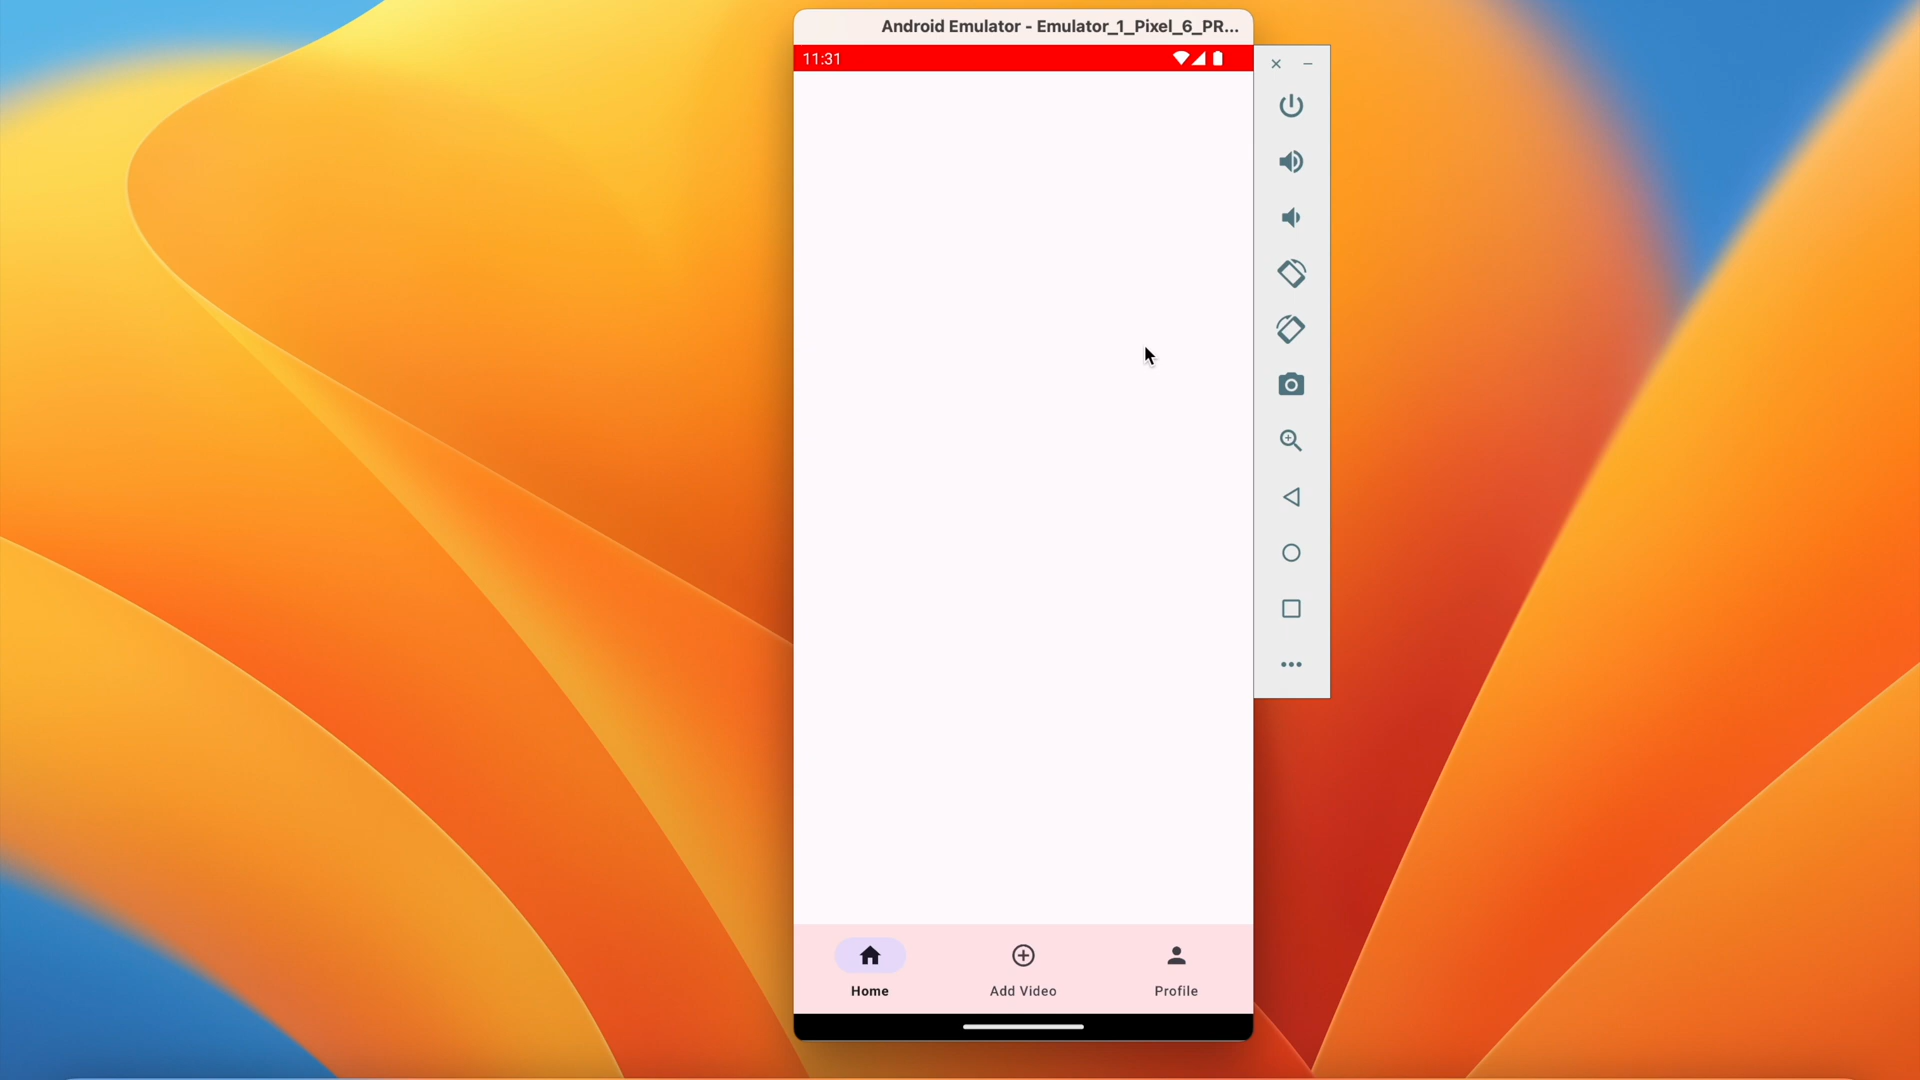 Android Emulator - Emulator_1_Pixel_6_PR...
11:31
Home
Add Video
Profile